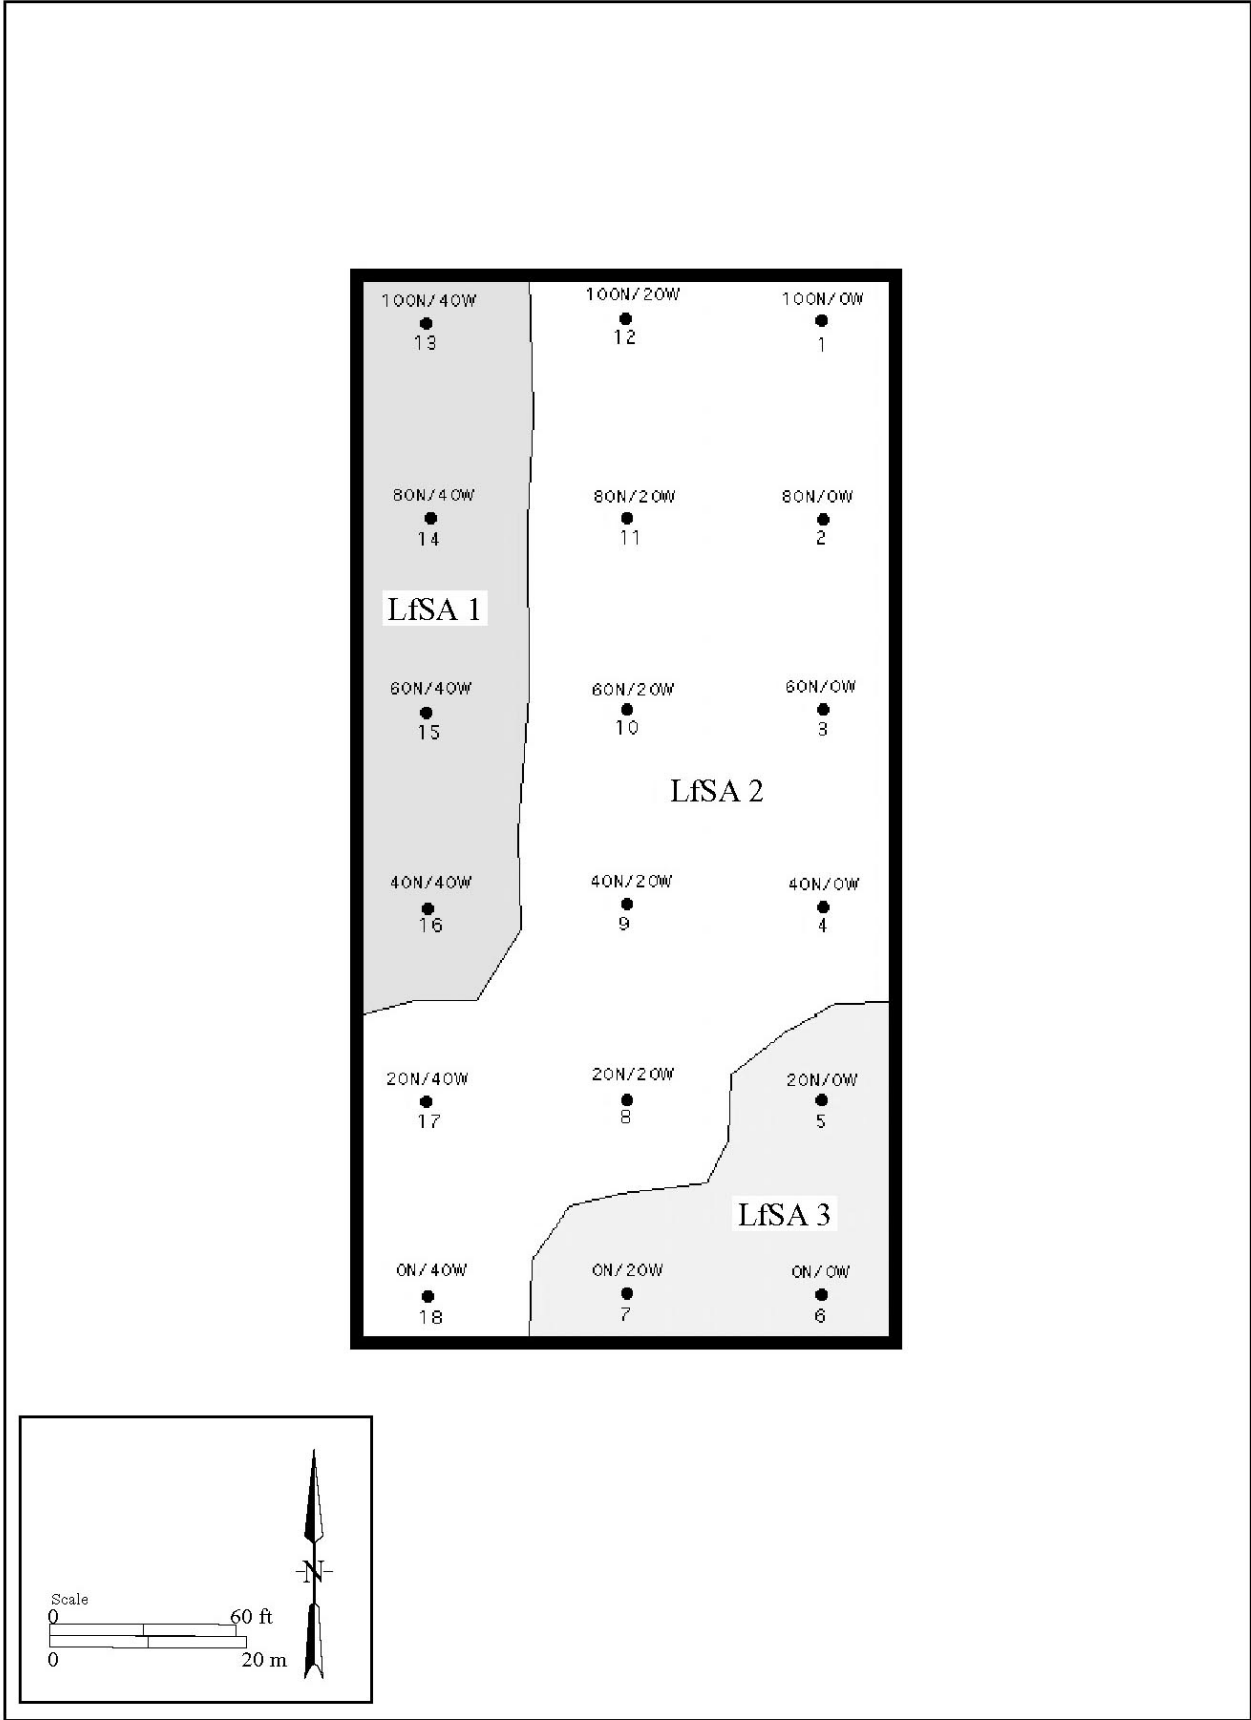 100N/40W 100N/20W 100N/0W
13 12 1
80N/40W 80N/20W 80N/0W
14 11 2
LfSA 1
60N/40W 60N/20W 60N/0W
15 10 3
LfSA 2
40N/40W 40N/20W 40N/0W
16 9 4
20N/40W 20N/20W 20N/0W
17 8 5
LfSA 3
0N/40W 0N/20W 0N/0W
18 7 6
N
Scale
0 60 ft
0 20 m